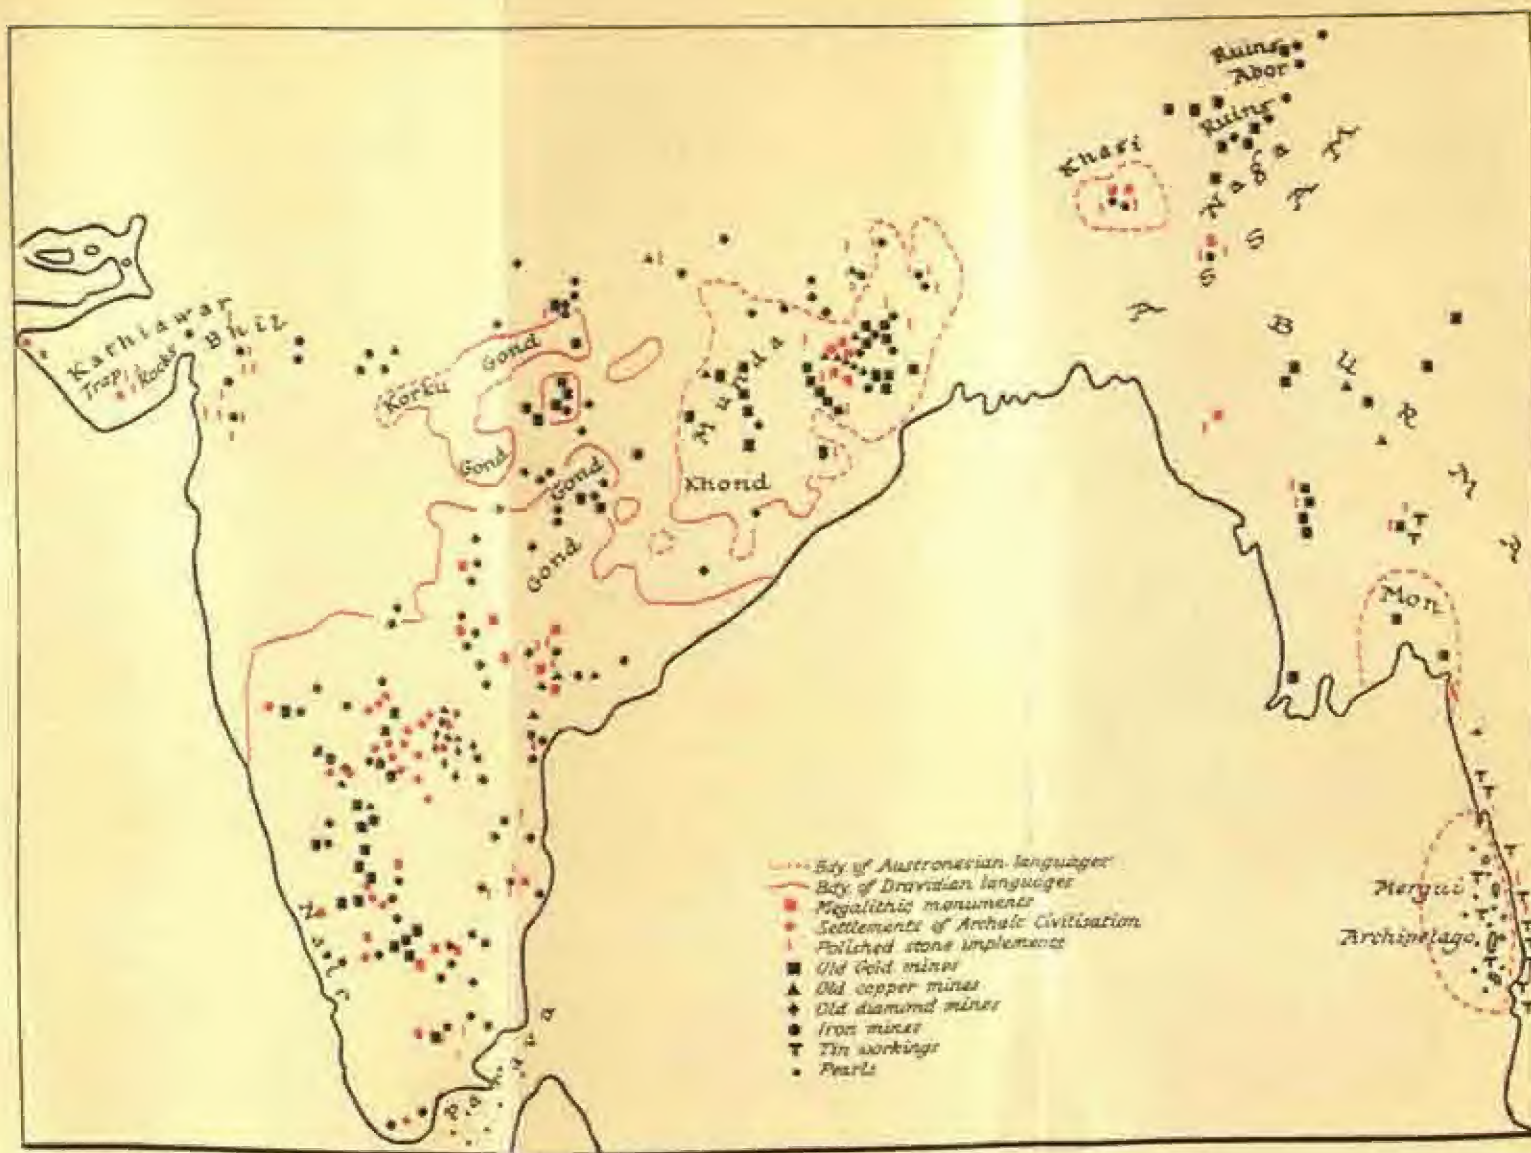 Ruins
Abor
Ruins
Khasi
Naga
ASSAM
Kathiawar
Trap Rocks
Bhil
Korku
Gond
Gond
Gond
Gond
Munda
Khond
BURMA
Mon
Mergui
Archipelago
Bdy. of Austronesian languages
Bdy. of Dravidian languages
Megalithic monuments
Settlements of Archaic Civilisation
Polished stone implements
Old Gold mines
Old copper mines
Old diamond mines
Iron mines
Tin workings
Pearls